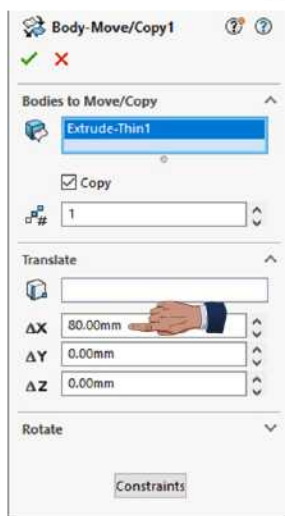 Body-Move/Copy1
Bodies to Move/Copy
Extrude-Thin1
Copy
# 1
Translate
ΔX 80.00mm
ΔY 0.00mm
ΔZ 0.00mm
Rotate
Constraints